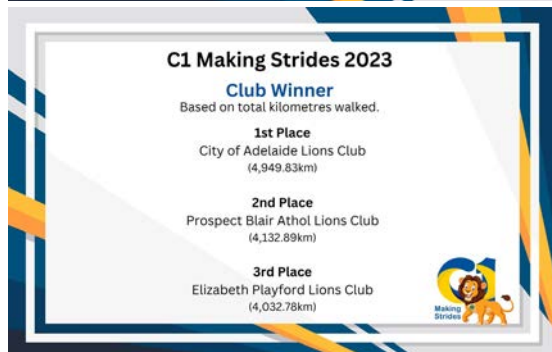 C1 Making Strides 2023
Club Winner
Based on total kilometres walked.
1st Place
City of Adelaide Lions Club
(4,949.83km)
2nd Place
Prospect Blair Athol Lions Club
(4,132.89km)
3rd Place
Elizabeth Playford Lions Club
(4,032.78km)
C1
Making
Strides